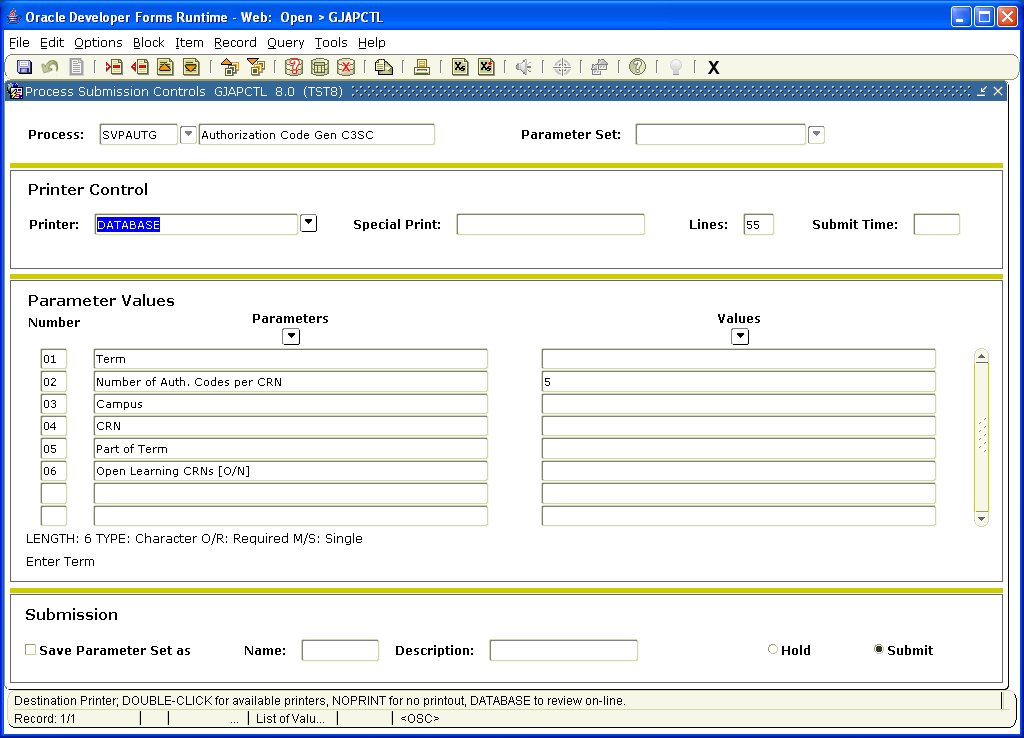 Oracle Developer Forms Runtime - Web: Open > GJAPCTL
File Edit Options Block Item Record Query Tools Help
X
Process Submission Controls GJAPCTL 8.0 (TST8)
Process: SVPAUTG Authorization Code Gen C3SC Parameter Set:
Printer Control
Printer: DATABASE Special Print: Lines: 55 Submit Time:
Parameter Values
Number Parameters Values
01 Term
02 Number of Auth. Codes per CRN 5
03 Campus
04 CRN
05 Part of Term
06 Open Learning CRNs [O/N]
LENGTH: 6 TYPE: Character O/R: Required M/S: Single
Enter Term
Submission
Save Parameter Set as Name: Description: Hold Submit
Destination Printer; DOUBLE-CLICK for available printers, NOPRINT for no printout, DATABASE to review on-line.
Record: 1/1 ... List of Valu... <OSC>